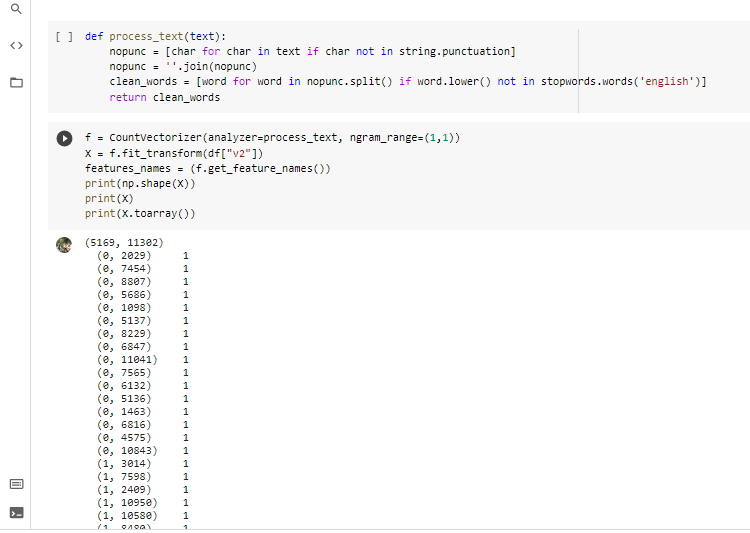 [ ] def process_text(text):
nopunc = [char for char in text if char not in string.punctuation]
nopunc = ''.join(nopunc)
clean_words = [word for word in nopunc.split() if word.lower() not in stopwords.words('english')]
return clean_words
f = CountVectorizer(analyzer=process_text, ngram_range=(1,1))
X = f.fit_transform(df["v2"])
features_names = (f.get_feature_names())
print(np.shape(X))
print(X)
print(X.toarray())
(5169, 11302)
(0, 2029) 1
(0, 7454) 1
(0, 8807) 1
(0, 5686) 1
(0, 1098) 1
(0, 5137) 1
(0, 8229) 1
(0, 6847) 1
(0, 11041) 1
(0, 7565) 1
(0, 6132) 1
(0, 5136) 1
(0, 1463) 1
(0, 6816) 1
(0, 4575) 1
(0, 10843) 1
(1, 3014) 1
(1, 7598) 1
(1, 2409) 1
(1, 10950) 1
(1, 10580) 1